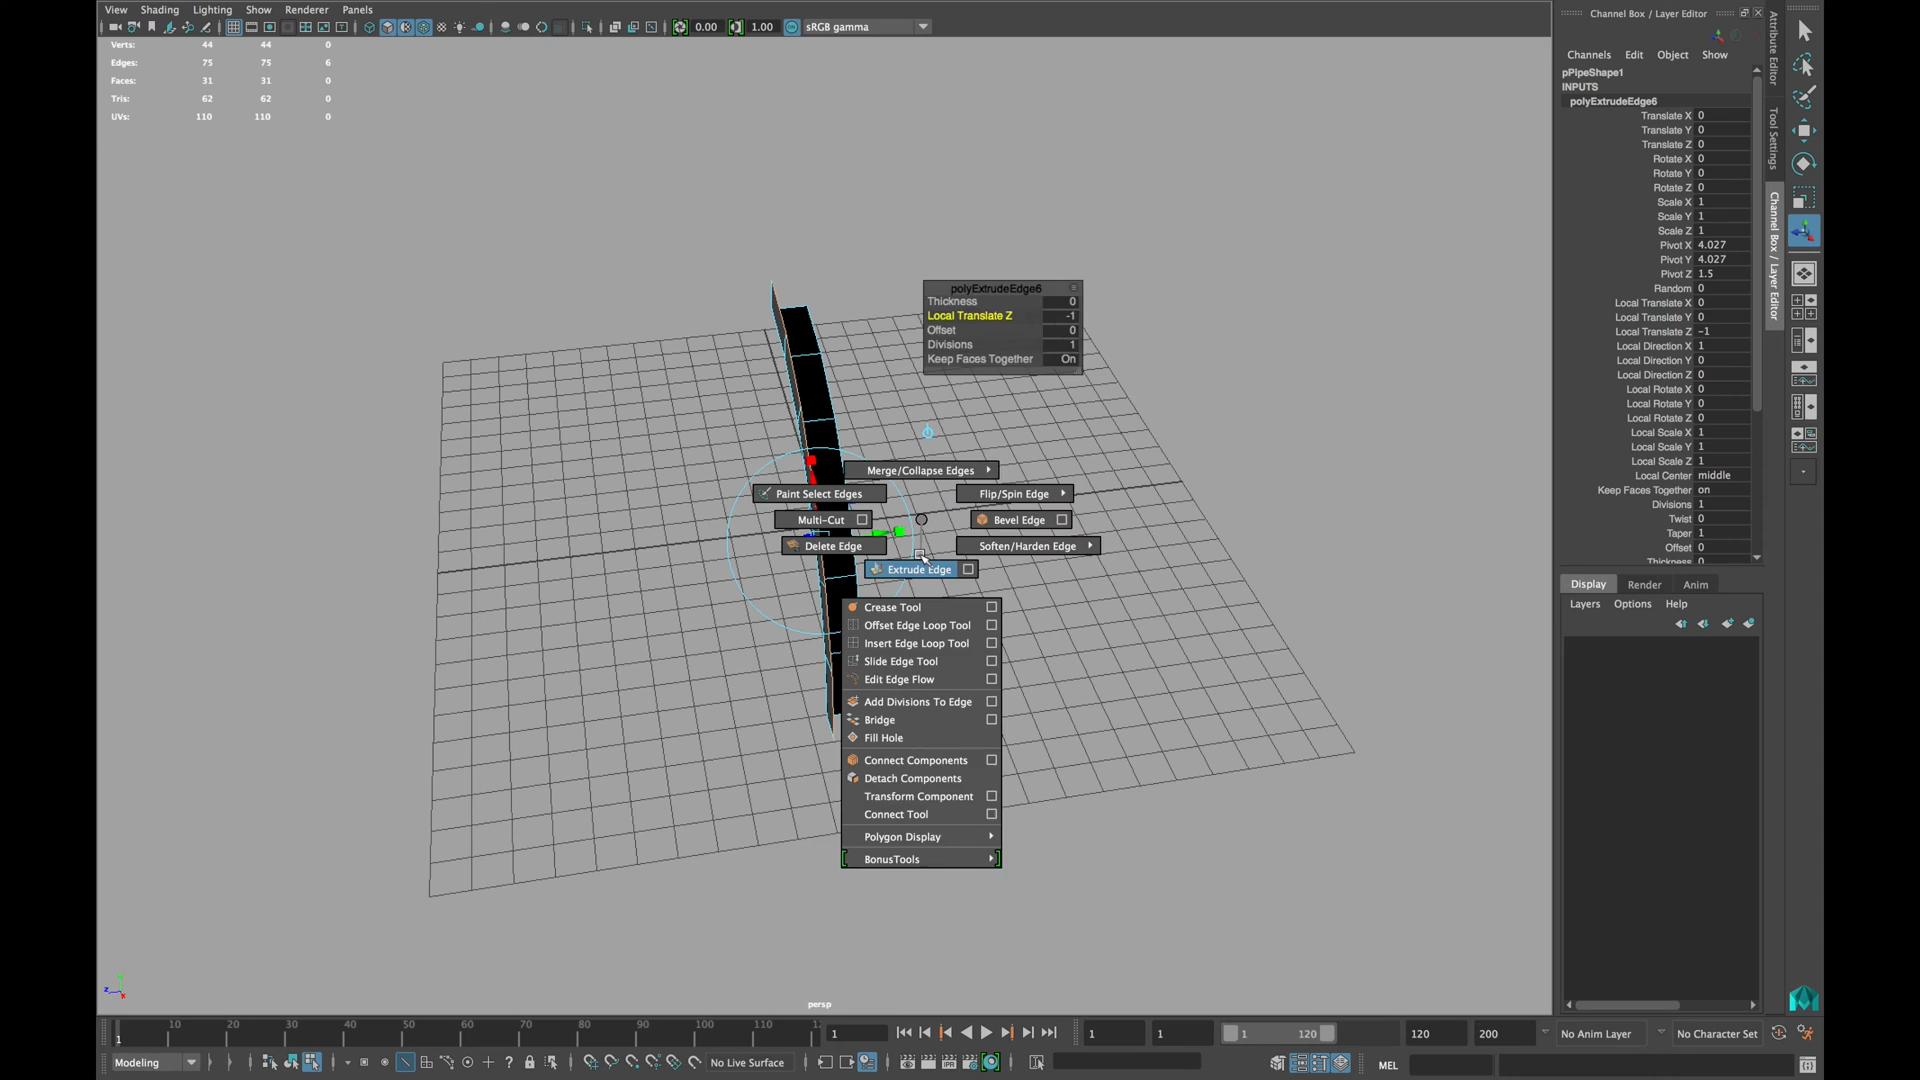 View Shading Lighting Show Renderer Panels
0.00 1.00 sRGB gamma
Verts: 44 44 0
Edges: 75 75 6
Faces: 31 31 0
Tris: 62 62 0
UVs: 110 110 0
polyExtrudeEdge6
Thickness 0
Local Translate Z -1
Offset 0
Divisions 1
Keep Faces Together On
Merge/Collapse Edges
Paint Select Edges
Flip/Spin Edge
Multi-Cut
Bevel Edge
Delete Edge
Soften/Harden Edge
Extrude Edge
Crease Tool
Offset Edge Loop Tool
Insert Edge Loop Tool
Slide Edge Tool
Edit Edge Flow
Add Divisions To Edge
Bridge
Fill Hole
Connect Components
Detach Components
Transform Component
Connect Tool
Polygon Display
BonusTools
persp
Channel Box / Layer Editor
Channels Edit Object Show
pPipeShape1
INPUTS
polyExtrudeEdge6
Translate X 0
Translate Y 0
Translate Z 0
Rotate X 0
Rotate Y 0
Rotate Z 0
Scale X 1
Scale Y 1
Scale Z 1
Pivot X 4.027
Pivot Y 4.027
Pivot Z 1.5
Random 0
Local Translate X 0
Local Translate Y 0
Local Translate Z -1
Local Direction X 1
Local Direction Y 0
Local Direction Z 0
Local Rotate X 0
Local Rotate Y 0
Local Rotate Z 0
Local Scale X 1
Local Scale Y 1
Local Scale Z 1
Local Center middle
Keep Faces Together on
Divisions 1
Twist 0
Taper 1
Offset 0
Thickness 0
Display Render Anim
Layers Options Help
Attribute Editor
Tool Settings
Channel Box / Layer Editor
z x
1 10 20 30 40 50 60 70 80 90 100 110 12
1
1 1 1 120 120 200 No Anim Layer No Character Set
Modeling No Live Surface MEL